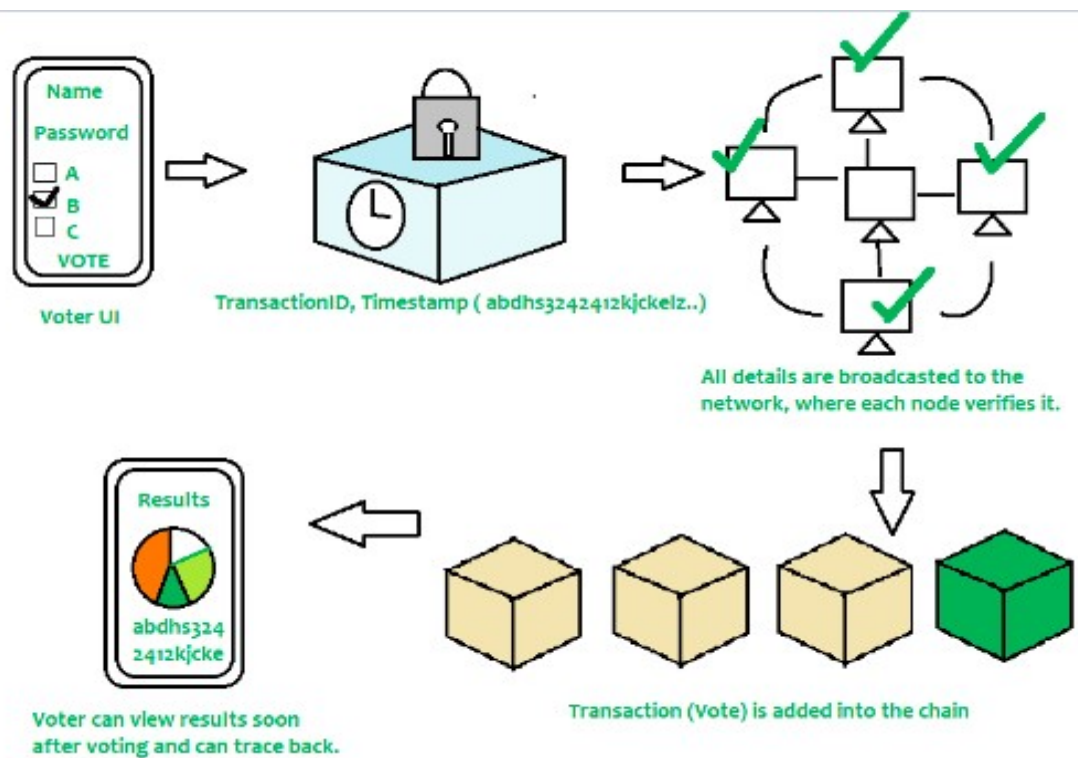 Name
Password
A
B
C
VOTE
Voter UI
TransactionID, Timestamp ( abdhs3242412kjckelz..)
All details are broadcasted to the
network, where each node verifies it.
Results
abdhs324
2412kjcke
Voter can view results soon
after voting and can trace back.
Transaction (Vote) is added into the chain